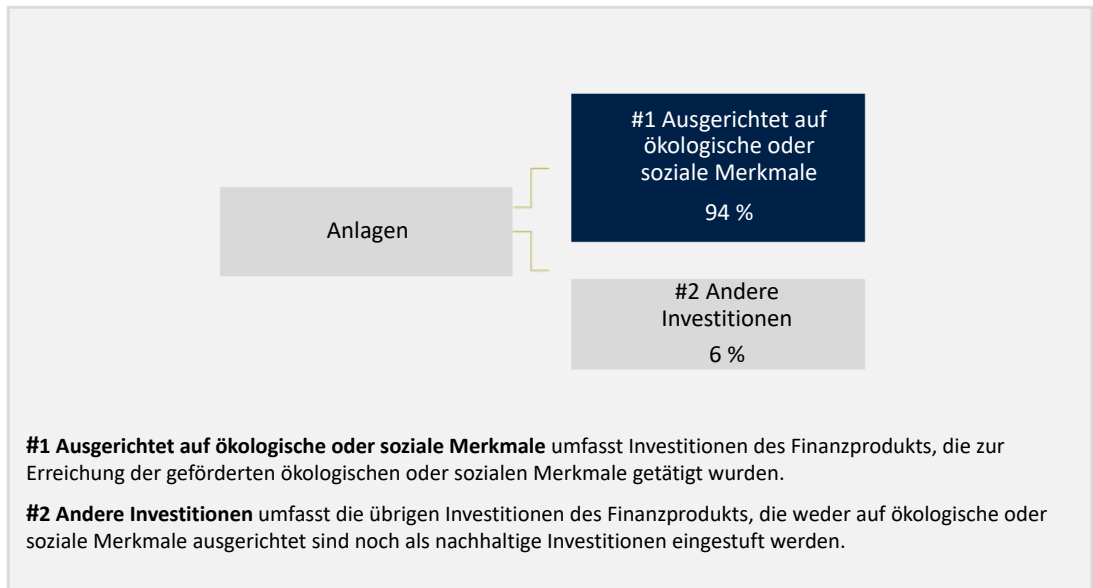 #1 Ausgerichtet auf
ökologische oder
soziale Merkmale
94 %
Anlagen
#2 Andere
Investitionen
6 %
#1 Ausgerichtet auf ökologische oder soziale Merkmale umfasst Investitionen des Finanzprodukts, die zur
Erreichung der geförderten ökologischen oder sozialen Merkmale getätigt wurden.
#2 Andere Investitionen umfasst die übrigen Investitionen des Finanzprodukts, die weder auf ökologische oder
soziale Merkmale ausgerichtet sind noch als nachhaltige Investitionen eingestuft werden.